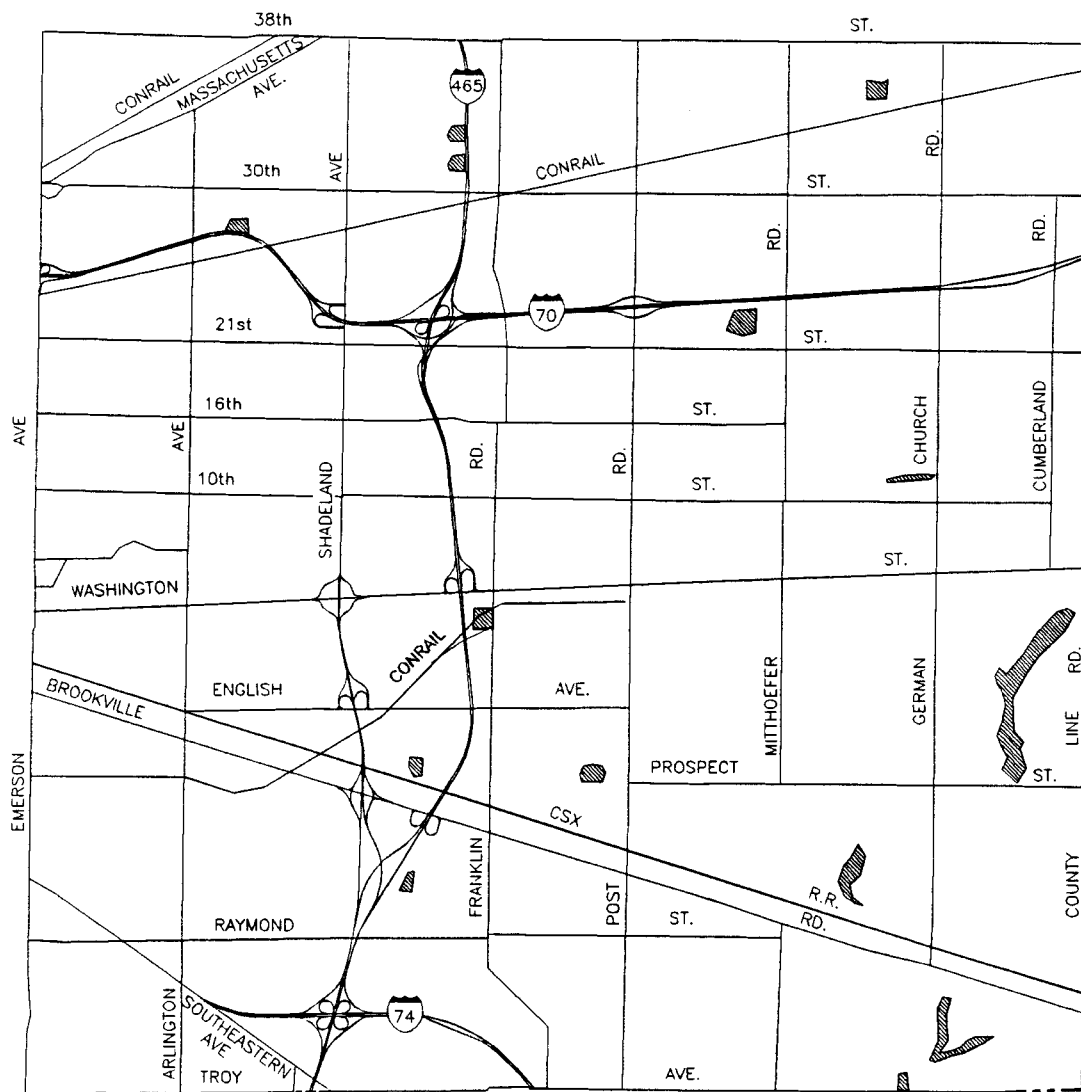 38th
ST.
CONRAIL
MASSACHUSETTS
AVE.
465
30th
AVE
CONRAIL
ST.
RD.
RD.
RD.
21st
70
ST.
16th
ST.
AVE
AVE
RD.
RD.
CHURCH
CUMBERLAND
10th
ST.
SHADELAND
ST.
WASHINGTON
CONRAIL
ENGLISH
AVE.
BROOKVILLE
MITTHOEFER
GERMAN
RD.
LINE
PROSPECT
ST.
EMERSON
CSX
FRANKLIN
POST
R.R.
RD.
COUNTY
RAYMOND
ST.
ARLINGTON
SOUTHEASTERN
AVE
74
TROY
AVE.